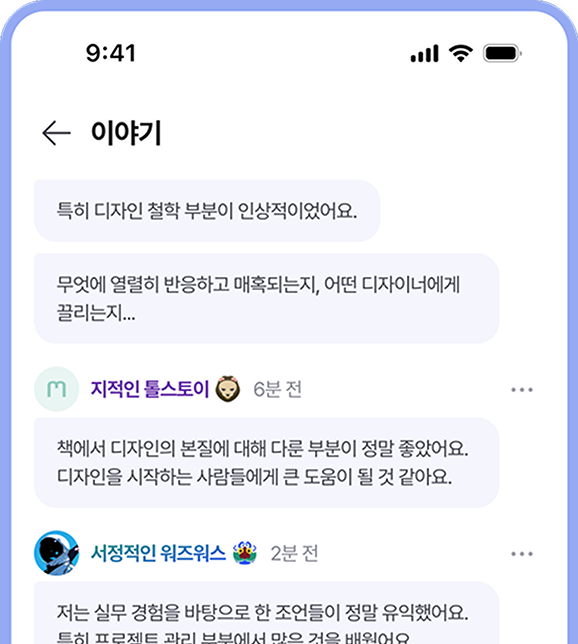 9:41
이야기
특히 디자인 철학 부분이 인상적이었어요.
무엇에 열렬히 반응하고 매혹되는지, 어떤 디자이너에게
끌리는지...
지적인 톨스토이 6분 전
책에서 디자인의 본질에 대해 다룬 부분이 정말 좋았어요.
디자인을 시작하는 사람들에게 큰 도움이 될 것 같아요.
서정적인 워즈워스 2분 전
저는 실무 경험을 바탕으로 한 조언들이 정말 유익했어요.
특히 프로젝트 관리 부분에서 많은 것을 배웠어요